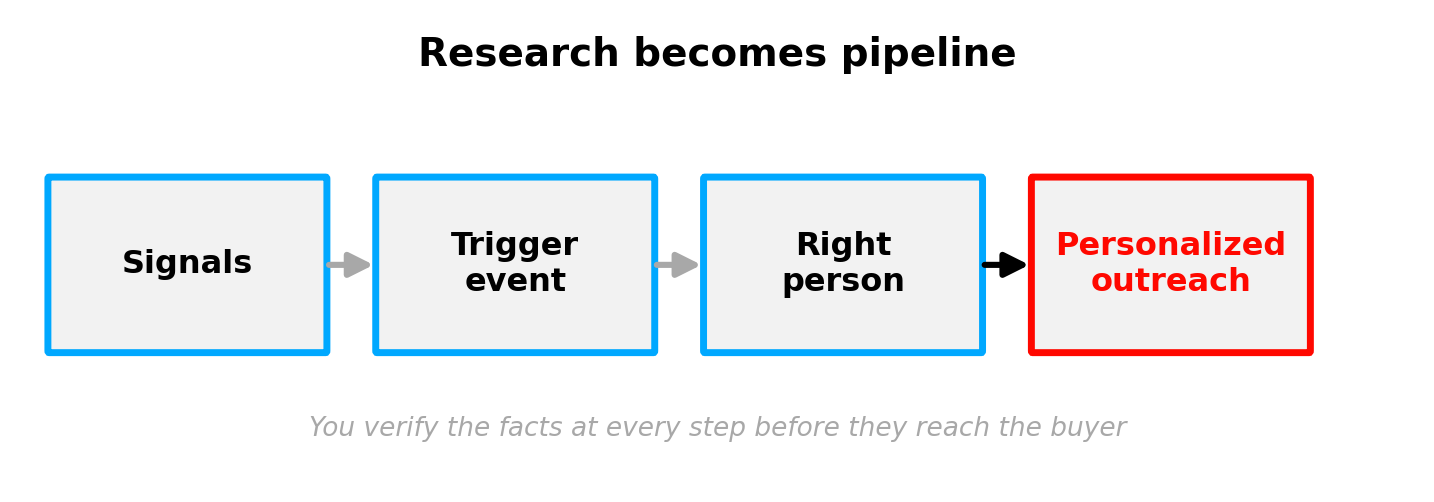 Research becomes pipeline
Signals
Trigger
event
Right
person
Personalized
outreach
You verify the facts at every step before they reach the buyer